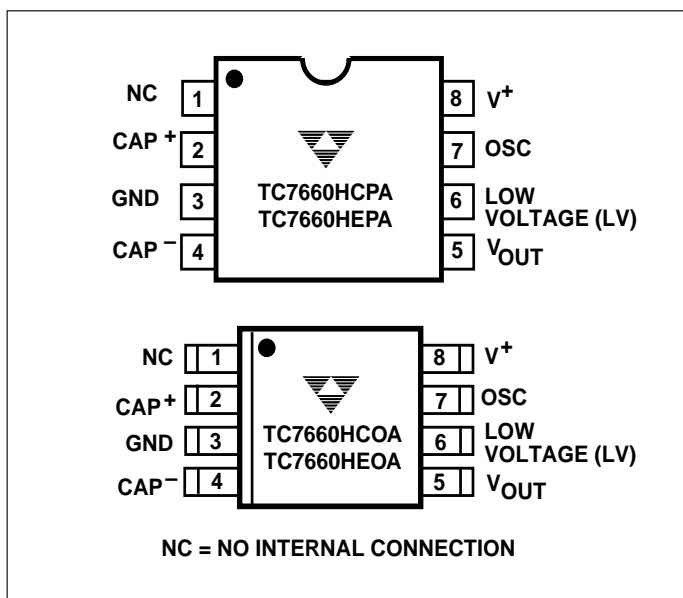 NC 1 8 V+
CAP + 2 7 OSC
GND 3 TC7660HCPA 6 LOW
TC7660HEPA VOLTAGE (LV)
CAP − 4 5 VOUT
NC 1 8 V+
CAP+ 2 7 OSC
GND 3 TC7660HCOA 6 LOW
TC7660HEOA VOLTAGE (LV)
CAP− 4 5 VOUT
NC = NO INTERNAL CONNECTION